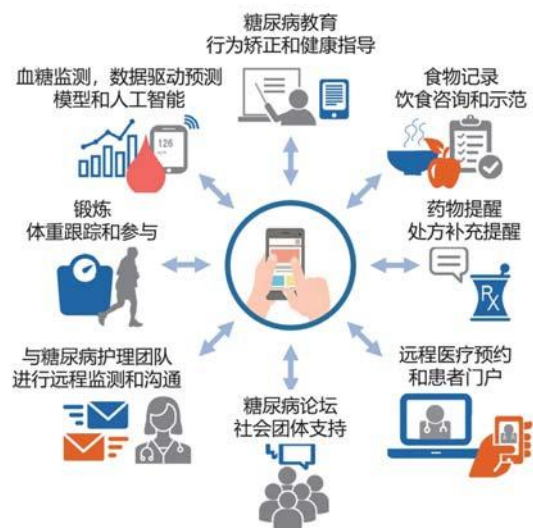 糖尿病教育
行为矫正和健康指导
血糖监测，数据驱动预测
模型和人工智能
126
食物记录
饮食咨询和示范
锻炼
体重跟踪和参与
药物提醒
处方补充提醒
Rx
与糖尿病护理团队
进行远程监测和沟通
远程医疗预约
和患者门户
糖尿病论坛
社会团体支持